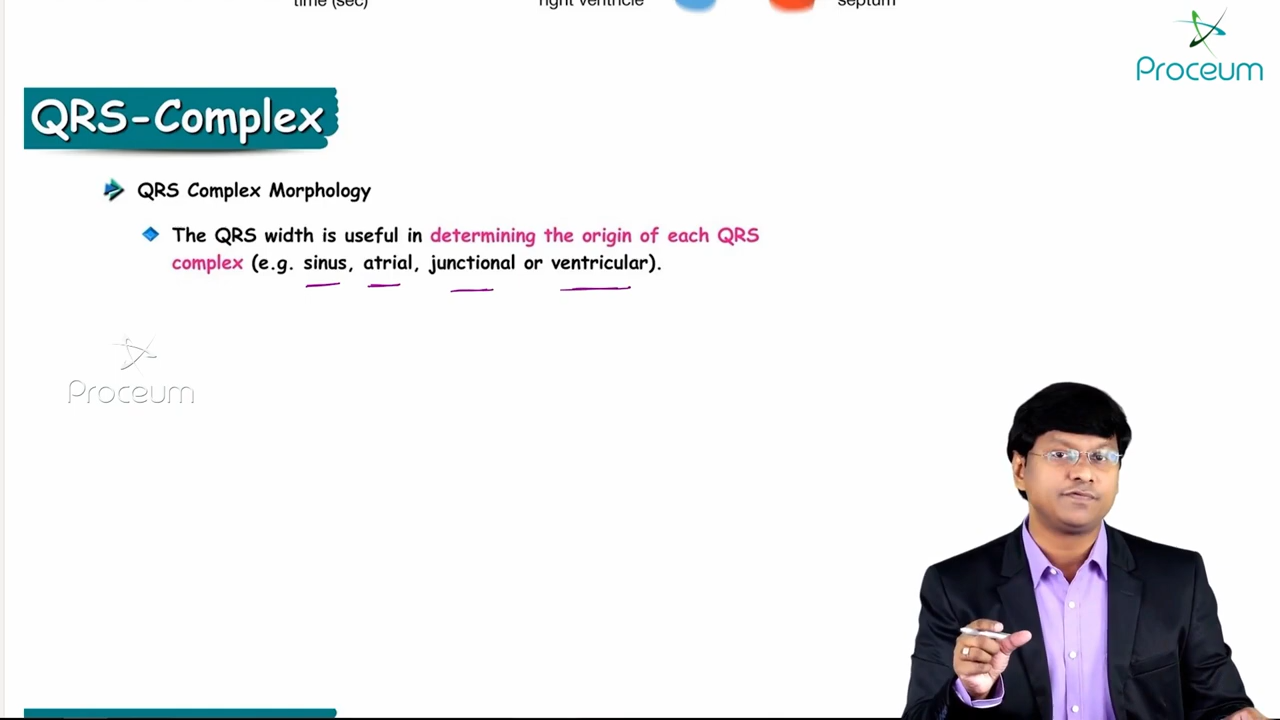 time (sec) right ventricle septum
Proceum
QRS-Complex
QRS Complex Morphology
The QRS width is useful in determining the origin of each QRS
complex (e.g. sinus, atrial, junctional or ventricular).
Proceum